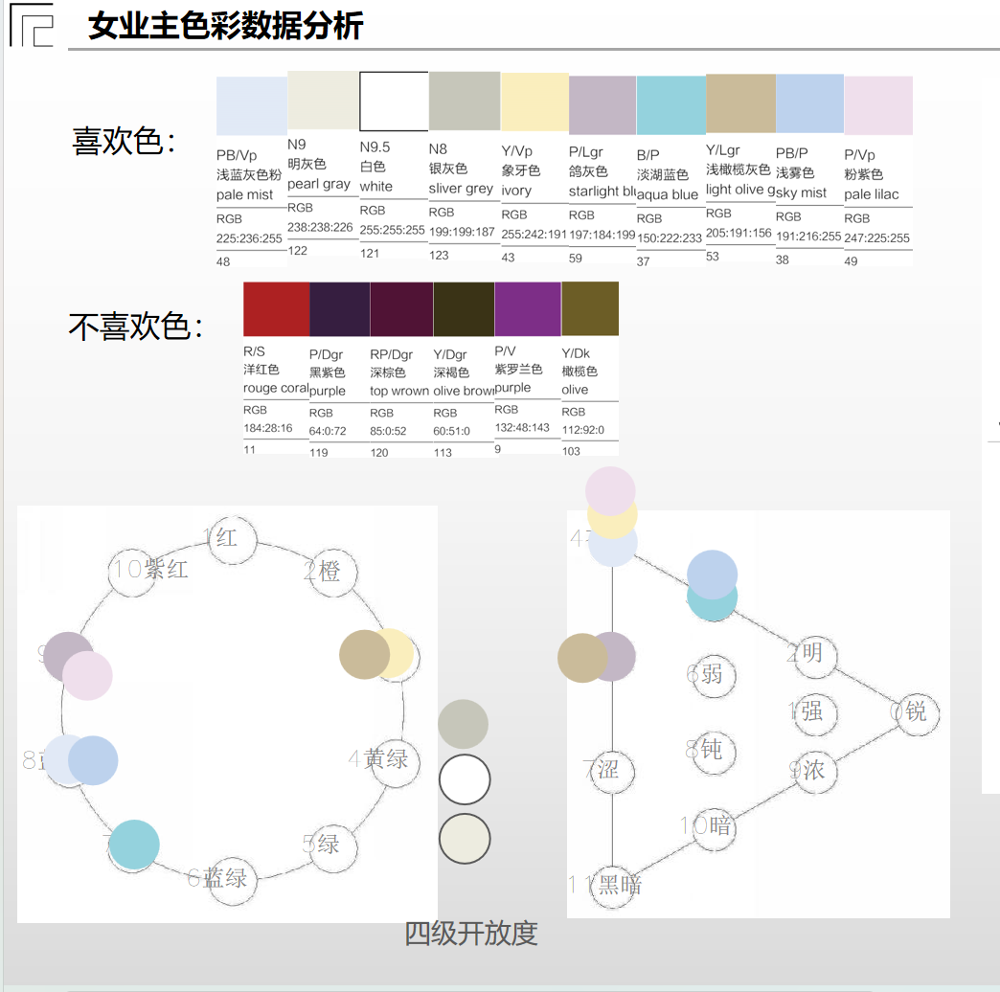 女业主色彩数据分析
喜欢色：
PB/Vp
浅蓝灰色粉
pale mist
RGB
225:236:255
48
N9
明灰色
pearl gray
RGB
238:238:226
122
N9.5
白色
white
RGB
255:255:255
121
N8
银灰色
sliver grey
RGB
199:199:187
123
Y/Vp
象牙色
ivory
RGB
255:242:191
43
P/Lgr
鸽灰色
starlight bl
RGB
197:184:199
59
B/P
淡湖蓝色
aqua blue
RGB
150:222:233
37
Y/Lgr
浅橄榄灰色
light olive g
RGB
205:191:156
53
PB/P
浅雾色
sky mist
RGB
191:216:255
38
P/Vp
粉紫色
pale lilac
RGB
247:225:255
49
不喜欢色：
R/S
洋红色
rouge coral
RGB
184:28:16
11
P/Dgr
黑紫色
purple
RGB
64:0:72
119
RP/Dgr
深棕色
top wrown
RGB
85:0:52
120
Y/Dgr
深褐色
olive brown
RGB
60:51:0
113
P/V
紫罗兰色
purple
RGB
132:48:143
9
Y/Dk
橄榄色
olive
RGB
112:92:0
103
1红
10紫红
2橙
9
4黄绿
8蓝
7
5绿
6蓝绿
4
2明
6弱
1强
0锐
8钝
7涩
9浓
10暗
11黑暗
四级开放度